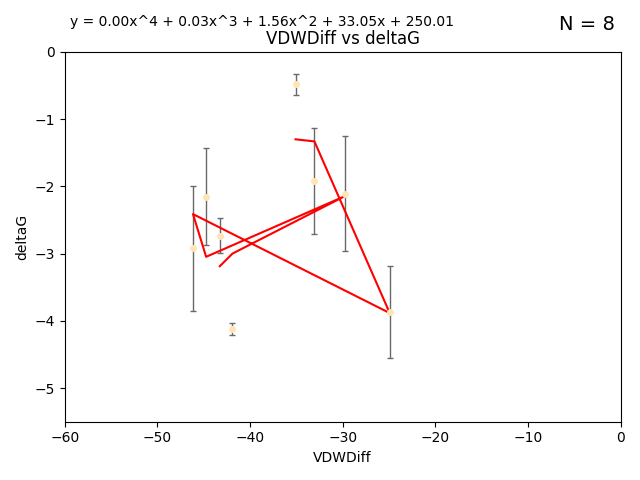 y = 0.00x^4 + 0.03x^3 + 1.56x^2 + 33.05x + 250.01
N = 8
VDWDiff vs deltaG
0
−1
−2
−3
−4
−5
deltaG
−60 −50 −40 −30 −20 −10 0
VDWDiff